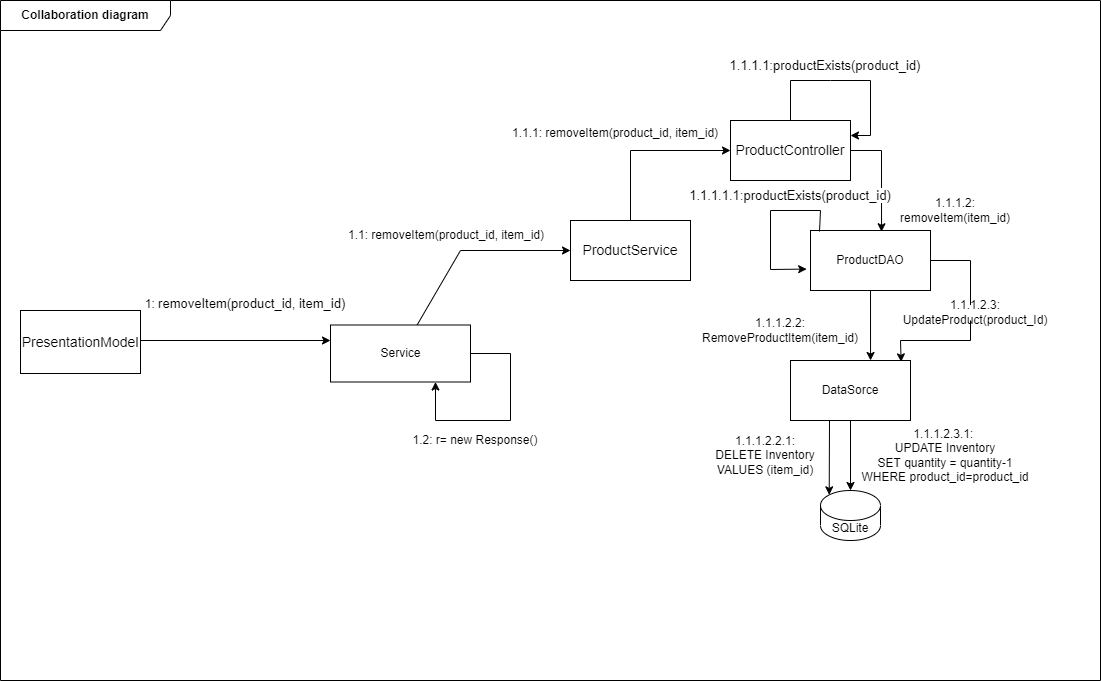 Collaboration diagram
1.1.1.1:productExists(product_id)
1.1.1: removeItem(product_id, item_id)
ProductController
1.1.1.1.1:productExists(product_id)
1.1.1.2:
removeItem(item_id)
1.1: removeItem(product_id, item_id)
ProductService
ProductDAO
1: removeItem(product_id, item_id)
1.1.1.2.3:
UpdateProduct(product_Id)
1.1.1.2.2:
RemoveProductItem(item_id)
PresentationModel
Service
DataSorce
1.2: r= new Response()
1.1.1.2.2.1:
DELETE Inventory
VALUES (item_id)
1.1.1.2.3.1:
UPDATE Inventory
SET quantity = quantity-1
WHERE product_id=product_id
SQLite